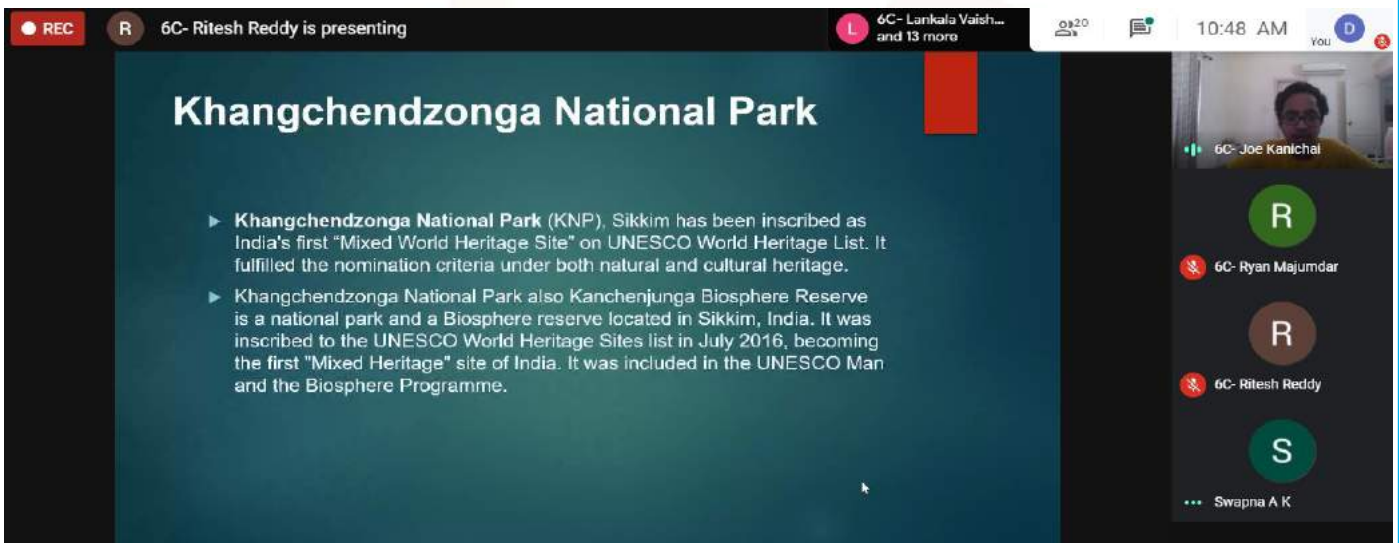 REC
R
6C- Ritesh Reddy is presenting
L
6C- Lankala Vaish...
and 13 more
20
10:48 AM
You
D
Khangchendzonga National Park
Khangchendzonga National Park (KNP), Sikkim has been inscribed as
India's first "Mixed World Heritage Site" on UNESCO World Heritage List. It
fulfilled the nomination criteria under both natural and cultural heritage.
Khangchendzonga National Park also Kanchenjunga Biosphere Reserve
is a national park and a Biosphere reserve located in Sikkim, India. It was
inscribed to the UNESCO World Heritage Sites list in July 2016, becoming
the first "Mixed Heritage" site of India. It was included in the UNESCO Man
and the Biosphere Programme.
6C- Joe Kanichai
R
6C- Ryan Majumdar
R
6C- Ritesh Reddy
S
Swapna A K